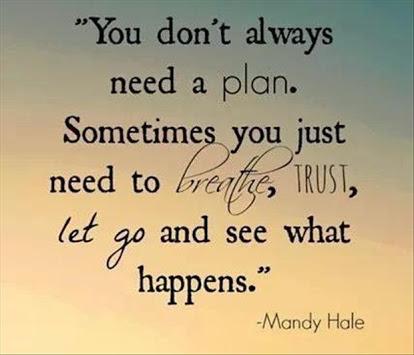 "You don't always
need a plan.
Sometimes you just
need to breathe, TRUST,
let go and see what
happens."
-Mandy Hale